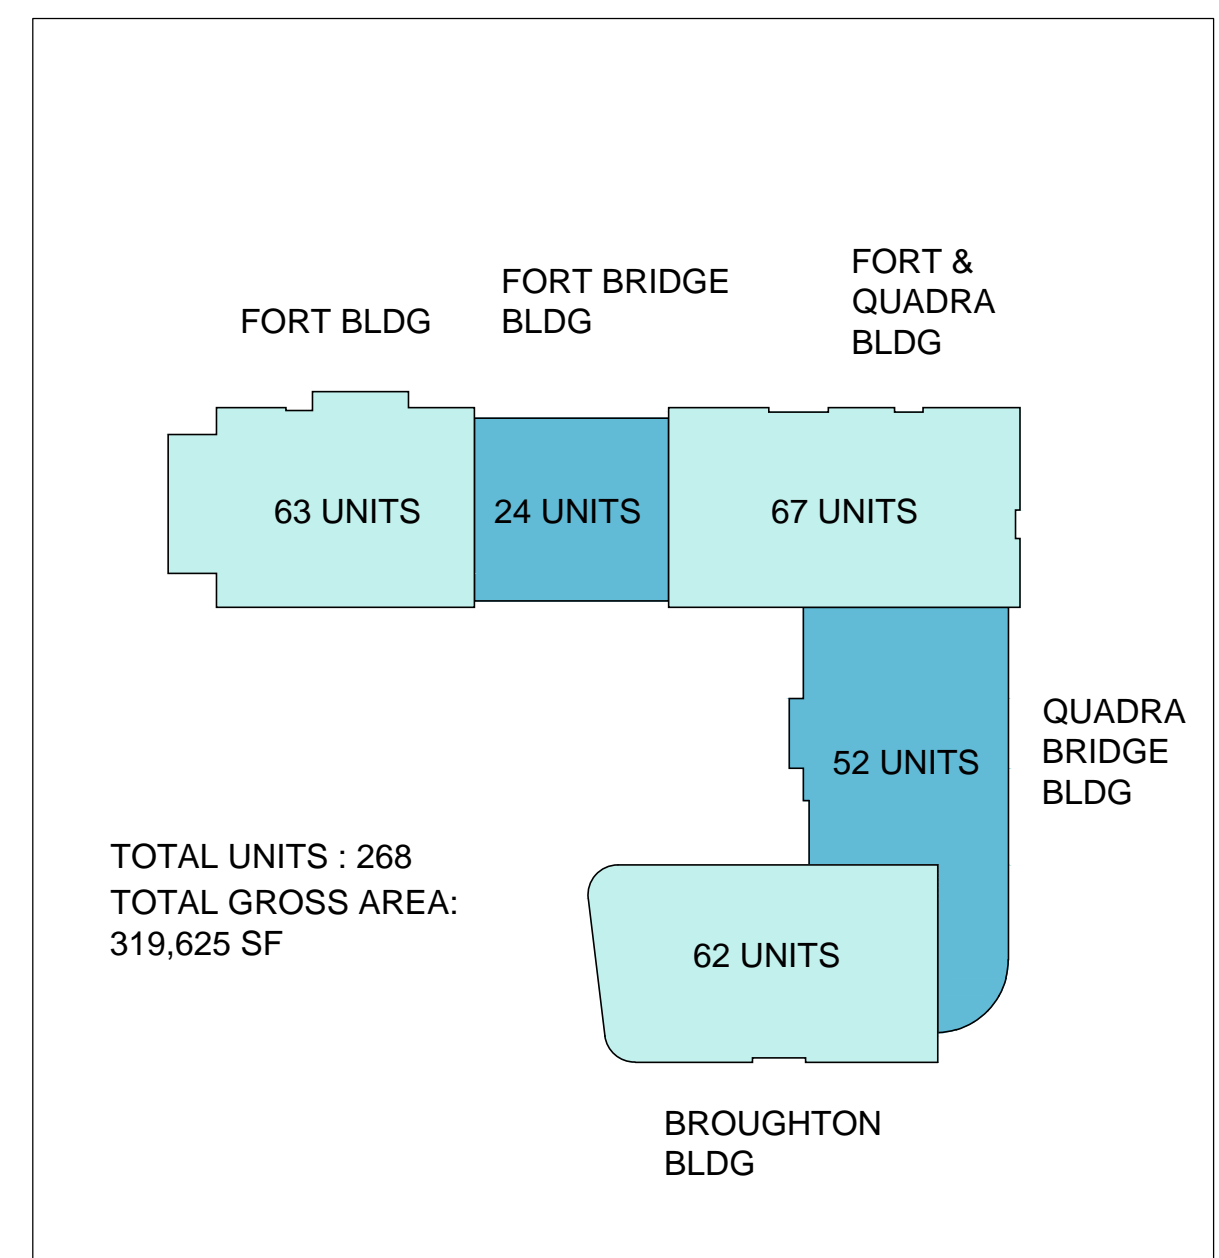 FORT BLDG
FORT BRIDGE
BLDG
FORT &
QUADRA
BLDG
63 UNITS
24 UNITS
67 UNITS
52 UNITS
QUADRA
BRIDGE
BLDG
TOTAL UNITS : 268
TOTAL GROSS AREA:
319,625 SF
62 UNITS
BROUGHTON
BLDG